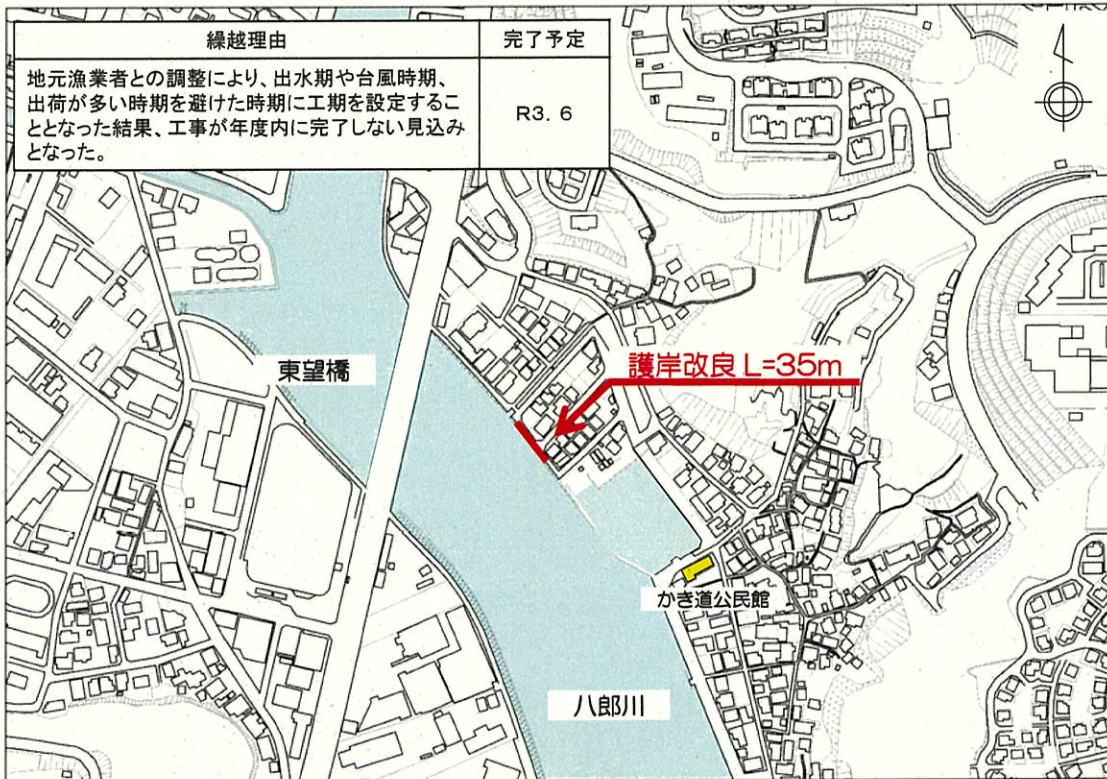 繰越理由
完了予定
地元漁業者との調整により、出水期や台風時期、
出荷が多い時期を避けた時期に工期を設定するこ
ととなった結果、工事が年度内に完了しない見込み
となった。
R3. 6
東望橋
護岸改良 L=35m
かき道公民館
八郎川